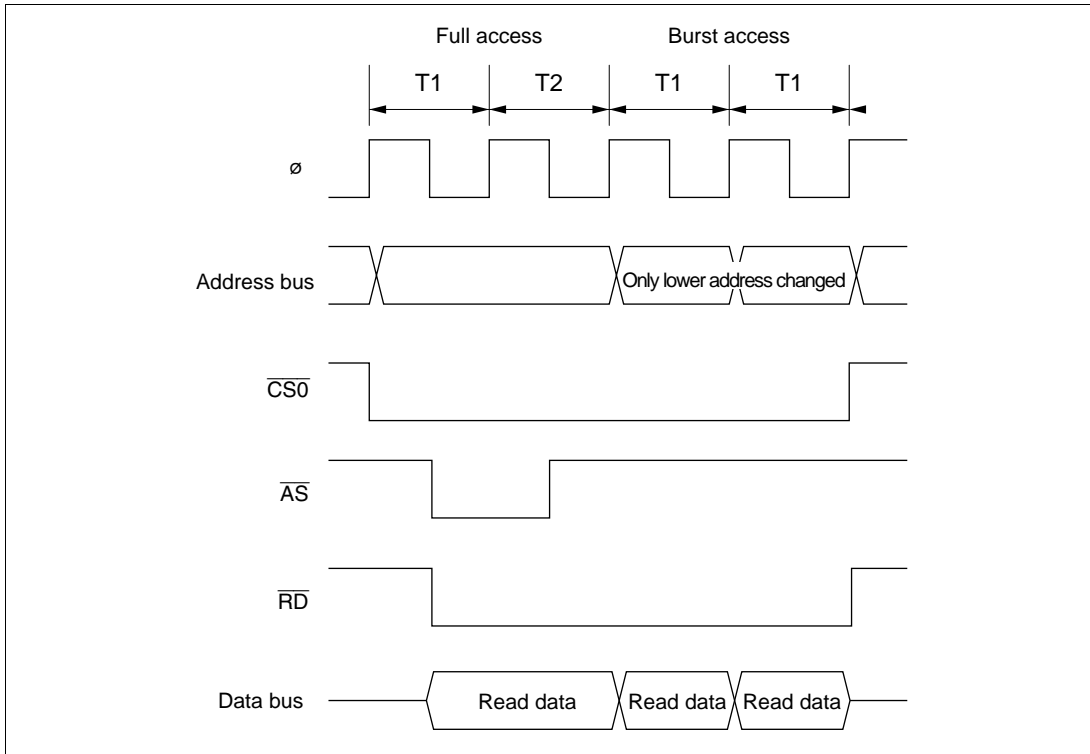 Full access Burst access
T1 T2 T1 T1
ø
Address bus Only lower address changed
CS0
AS
RD
Data bus Read data Read data Read data